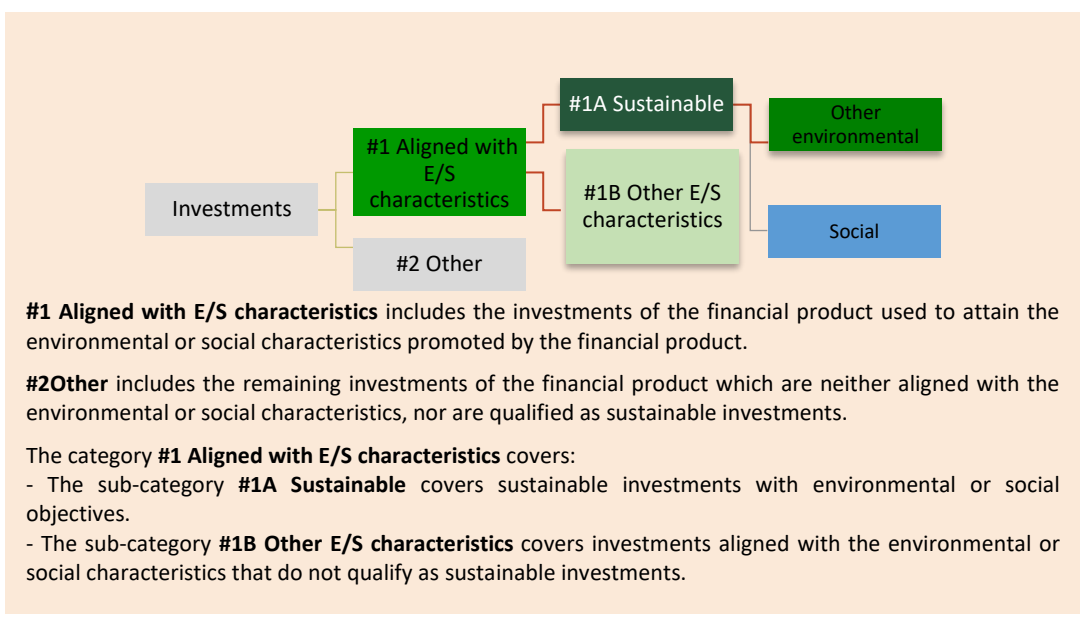 #1A Sustainable
Other
environmental
#1 Aligned with
E/S
characteristics
#1B Other E/S
characteristics
Investments
Social
#2 Other
#1 Aligned with E/S characteristics includes the investments of the financial product used to attain the
environmental or social characteristics promoted by the financial product.
#2Other includes the remaining investments of the financial product which are neither aligned with the
environmental or social characteristics, nor are qualified as sustainable investments.
The category #1 Aligned with E/S characteristics covers:
- The sub-category #1A Sustainable covers sustainable investments with environmental or social
objectives.
- The sub-category #1B Other E/S characteristics covers investments aligned with the environmental or
social characteristics that do not qualify as sustainable investments.